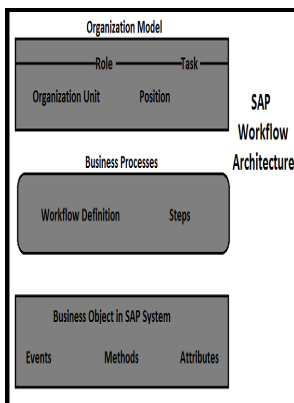 Organization Model
Role Task
Organization Unit Position
SAP
Workflow
Architecture
Business Processes
Workflow Definition Steps
Business Object in SAP System
Events Methods Attributes